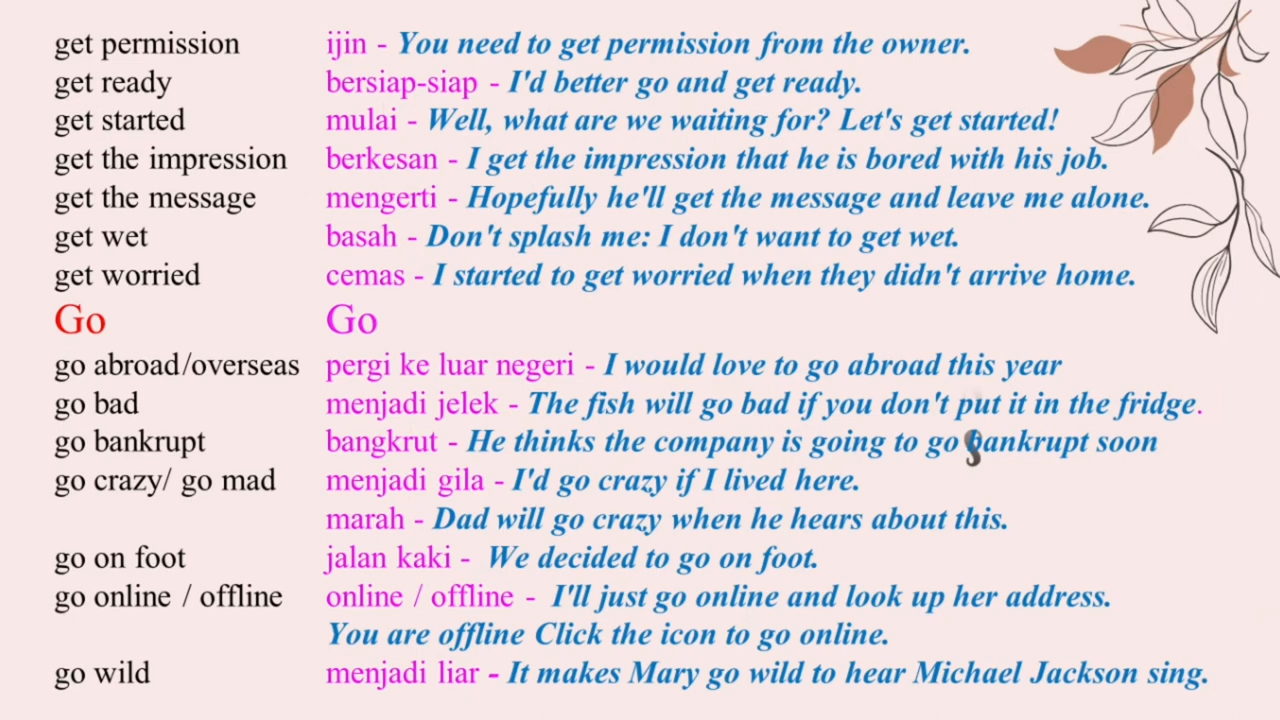 get permission ijin - You need to get permission from the owner.
get ready bersiap-siap - I'd better go and get ready.
get started mulai - Well, what are we waiting for? Let's get started!
get the impression berkesan - I get the impression that he is bored with his job.
get the message mengerti - Hopefully he'll get the message and leave me alone.
get wet basah - Don't splash me: I don't want to get wet.
get worried cemas - I started to get worried when they didn't arrive home.
Go Go
go abroad/overseas pergi ke luar negeri - I would love to go abroad this year
go bad menjadi jelek - The fish will go bad if you don't put it in the fridge.
go bankrupt bangkrut - He thinks the company is going to go bankrupt soon
go crazy/ go mad menjadi gila - I'd go crazy if I lived here.
marah - Dad will go crazy when he hears about this.
go on foot jalan kaki - We decided to go on foot.
go online / offline online / offline - I'll just go online and look up her address.
You are offline Click the icon to go online.
go wild menjadi liar - It makes Mary go wild to hear Michael Jackson sing.